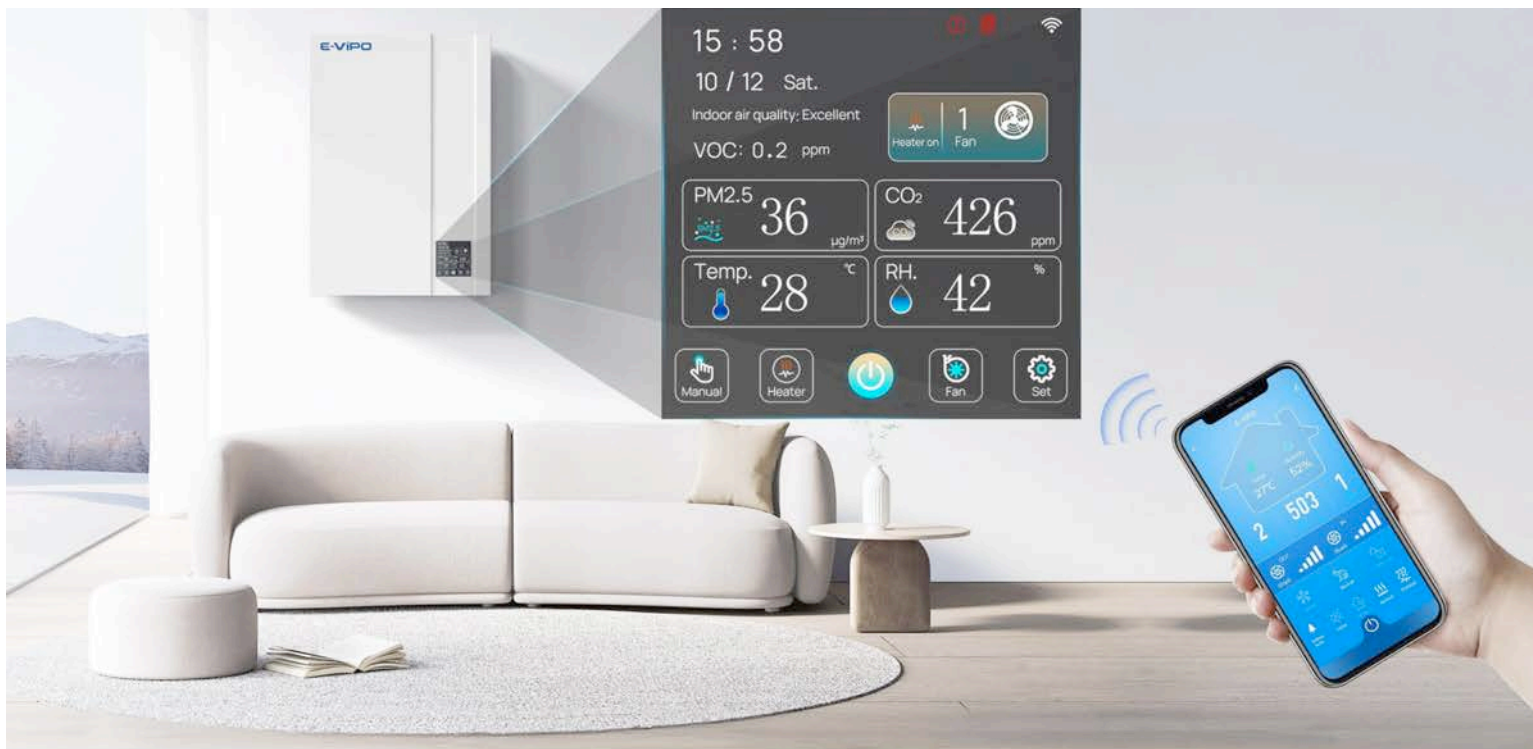 E-ViPO
15 : 58
10 / 12 Sat.
Indoor air quality: Excellent
VOC: 0.2 ppm
Heater on
1
Fan
PM2.5
36
µg/m³
CO₂
426
ppm
Temp.
28
℃
RH.
42
%
Manual
Heater
Fan
Set
E-ViPO
27℃
52%
2
503
1